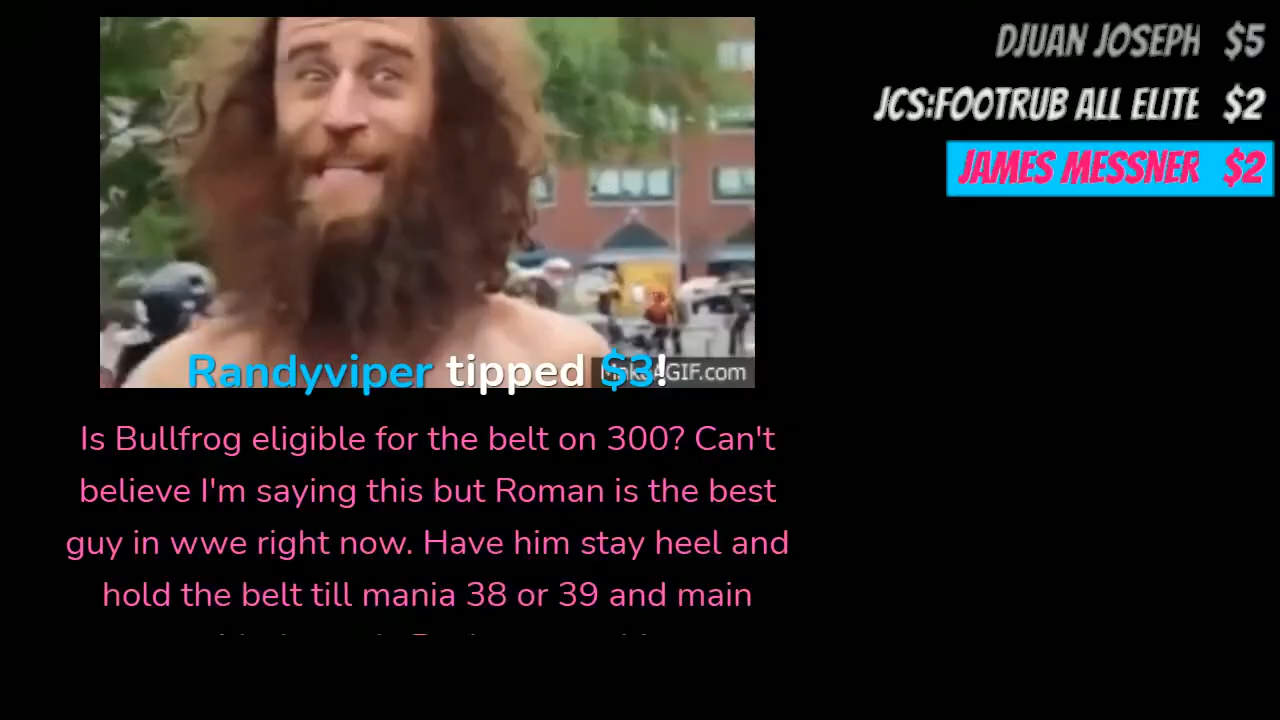 DJUAN JOSEPH $5
JCS:FOOTRUB ALL ELITE $2
JAMES MESSNER $2
Randyviper tipped $3!
GIF.com
Is Bullfrog eligible for the belt on 300? Can't
believe I'm saying this but Roman is the best
guy in wwe right now. Have him stay heel and
hold the belt till mania 38 or 39 and main